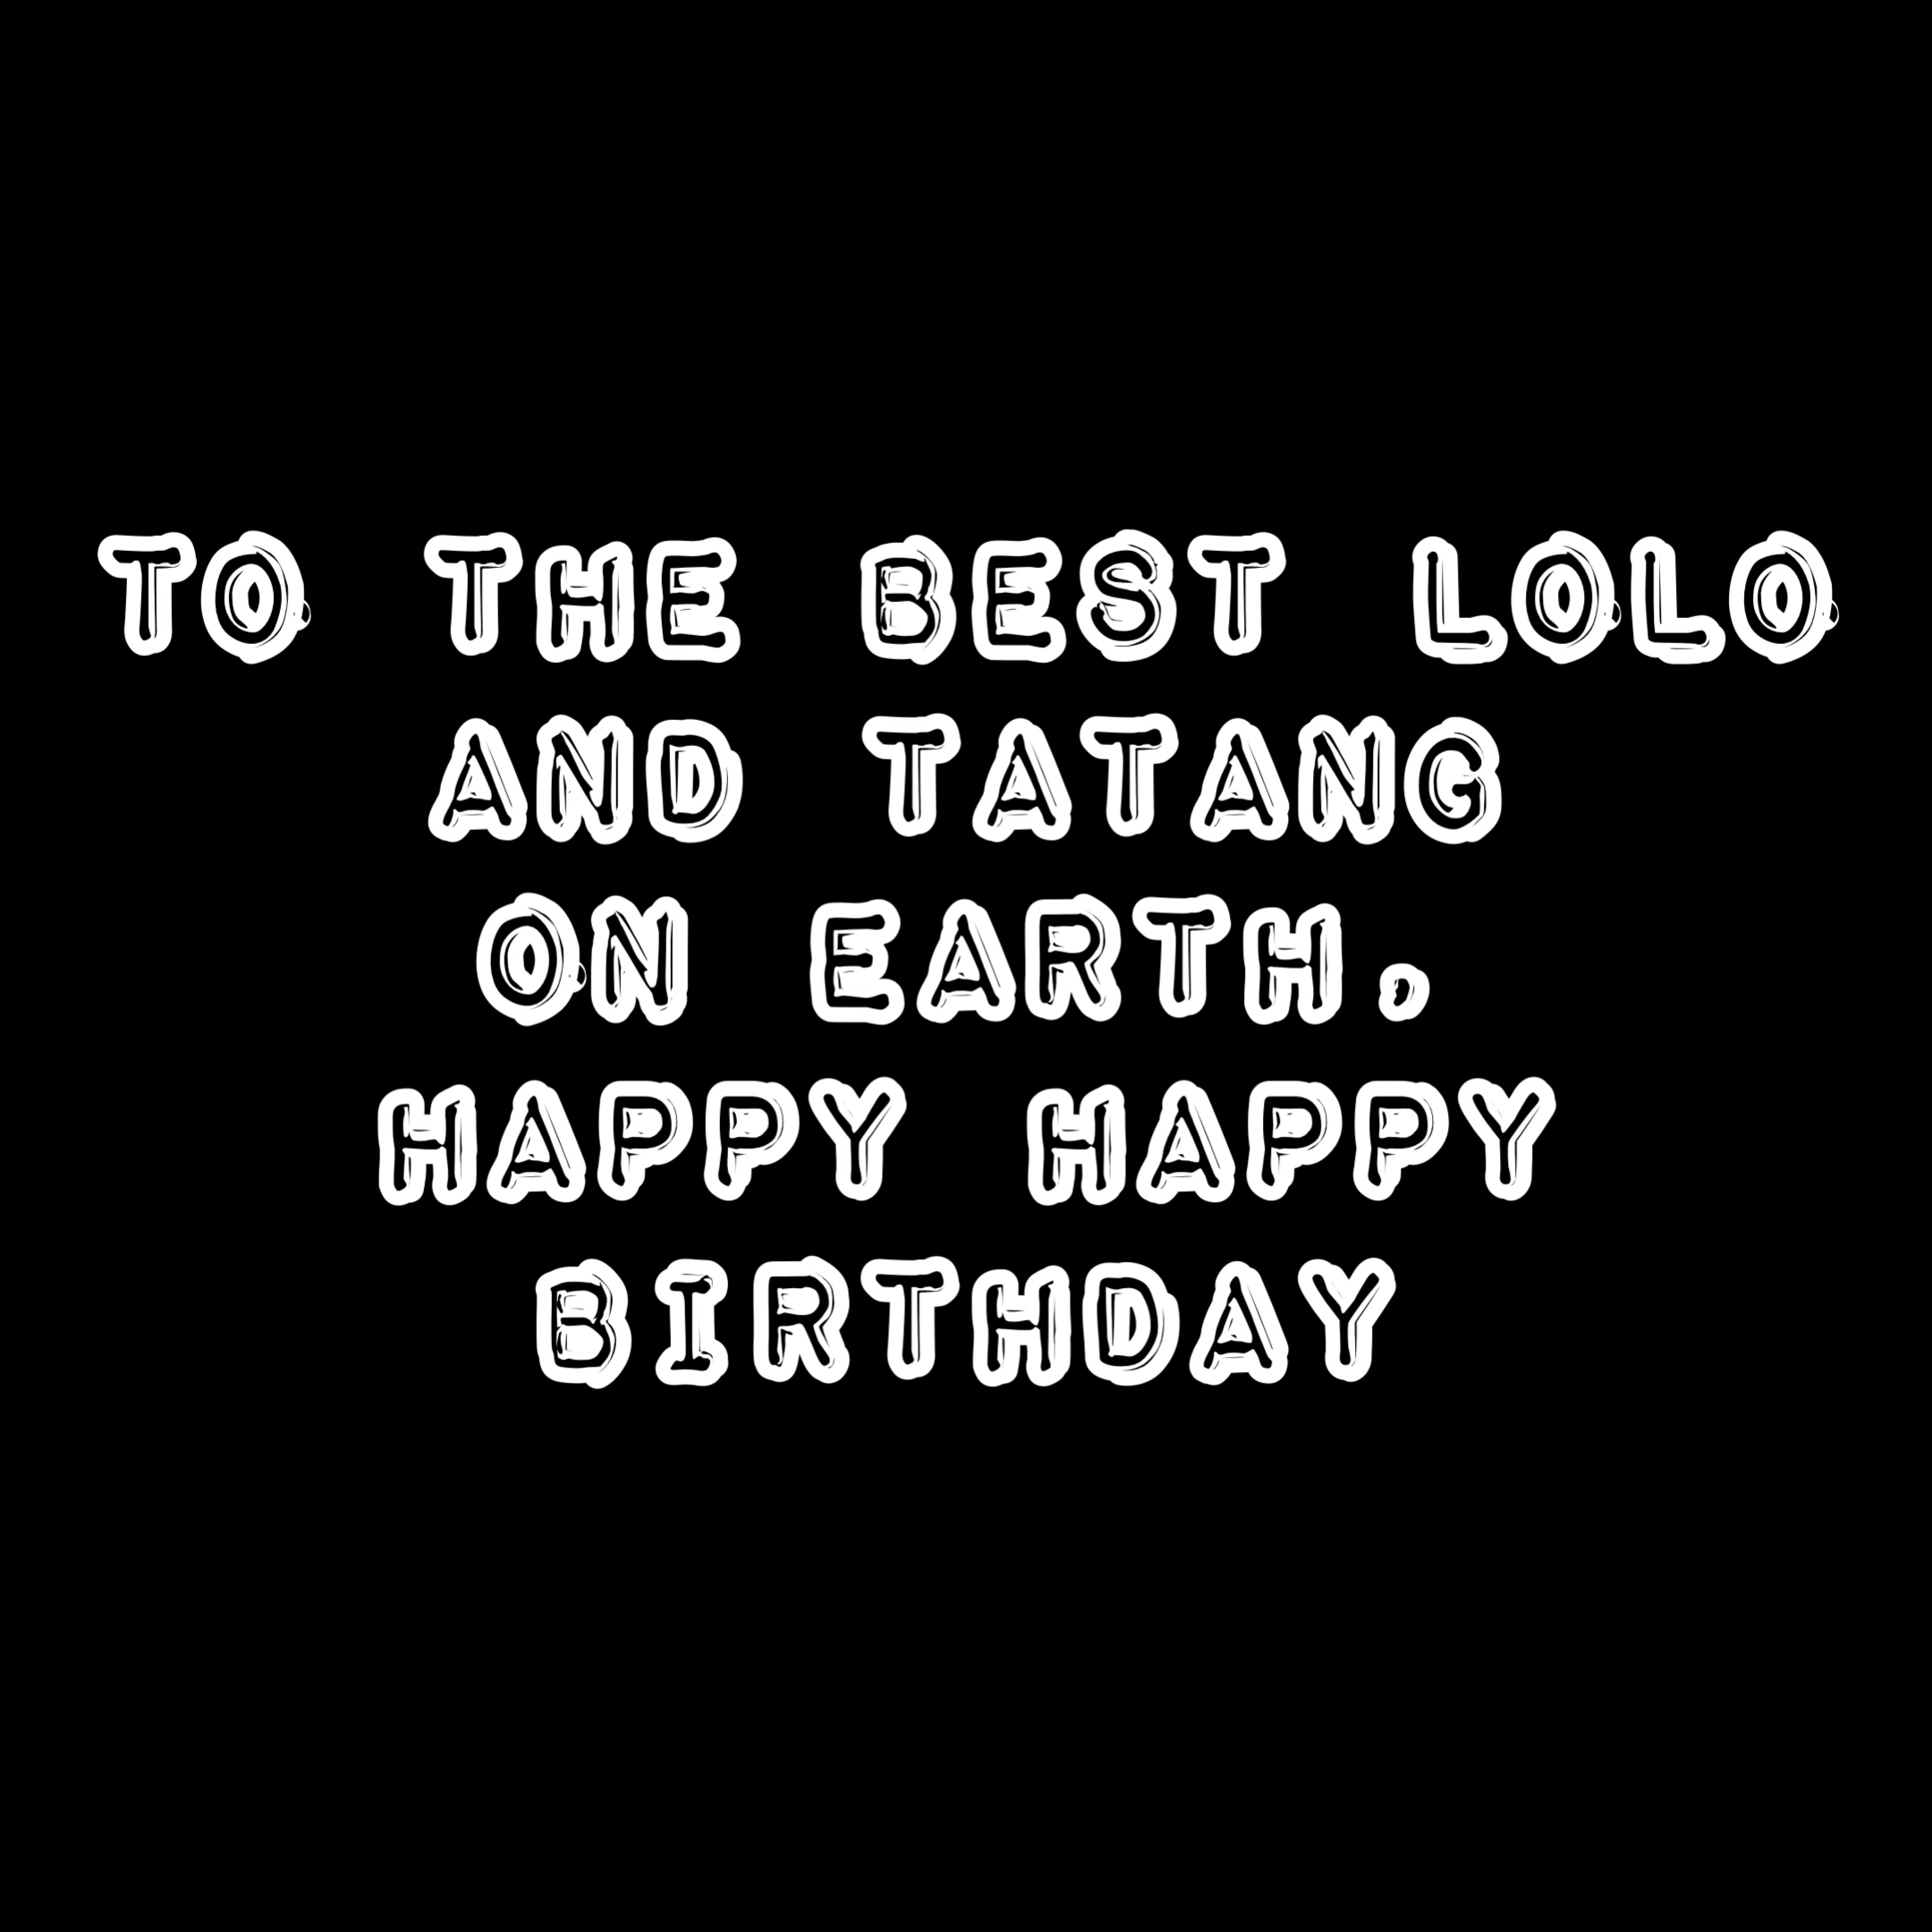 TO THE BEST LOLO
AND TATANG
ON EARTH.
HAPPY HAPPY
BIRTHDAY